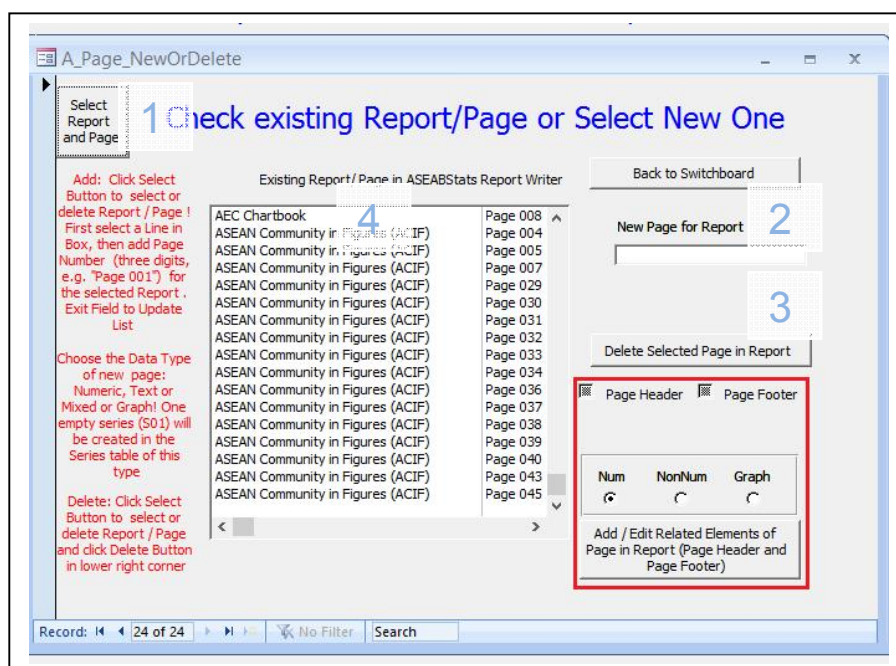 A_Page_NewOrDelete
Select
Report
and Page
1
Check existing Report/Page or Select New One
Add: Click Select
Button to select or
delete Report / Page !
First select a Line in
Box, then add Page
Number (three digits,
e.g. "Page 001") for
the selected Report .
Exit Field to Update
List
Choose the Data Type
of new page:
Numeric, Text or
Mixed or Graph! One
empty series (S01) will
be created in the
Series table of this
type
Delete: Click Select
Button to select or
delete Report / Page
and click Delete Button
in lower right corner
Existing Report/ Page in ASEABStats Report Writer
4
AEC Chartbook Page 008
ASEAN Community in Figures (ACIF) Page 004
ASEAN Community in Figures (ACIF) Page 005
ASEAN Community in Figures (ACIF) Page 007
ASEAN Community in Figures (ACIF) Page 029
ASEAN Community in Figures (ACIF) Page 030
ASEAN Community in Figures (ACIF) Page 031
ASEAN Community in Figures (ACIF) Page 032
ASEAN Community in Figures (ACIF) Page 033
ASEAN Community in Figures (ACIF) Page 034
ASEAN Community in Figures (ACIF) Page 036
ASEAN Community in Figures (ACIF) Page 037
ASEAN Community in Figures (ACIF) Page 038
ASEAN Community in Figures (ACIF) Page 039
ASEAN Community in Figures (ACIF) Page 040
ASEAN Community in Figures (ACIF) Page 043
ASEAN Community in Figures (ACIF) Page 045
Back to Switchboard
New Page for Report
2
3
Delete Selected Page in Report
Page Header Page Footer
Num NonNum Graph
Add / Edit Related Elements of
Page in Report (Page Header and
Page Footer)
Record: 24 of 24 No Filter Search